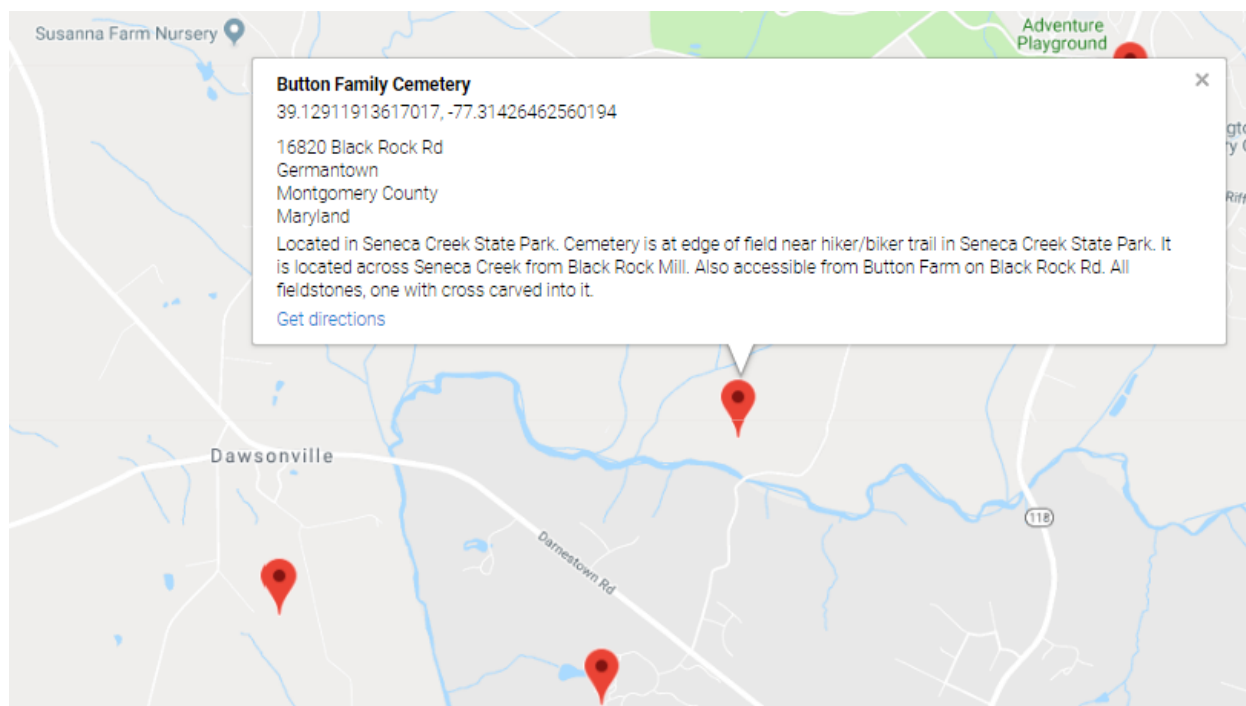 Susanna Farm Nursery
Adventure
Playground
Button Family Cemetery
×
39.12911913617017, -77.31426462560194
16820 Black Rock Rd
Germantown
Montgomery County
Maryland
Located in Seneca Creek State Park. Cemetery is at edge of field near hiker/biker trail in Seneca Creek State Park. It
is located across Seneca Creek from Black Rock Mill. Also accessible from Button Farm on Black Rock Rd. All
fieldstones, one with cross carved into it.
Get directions
Dawsonville
118
Darnestown Rd